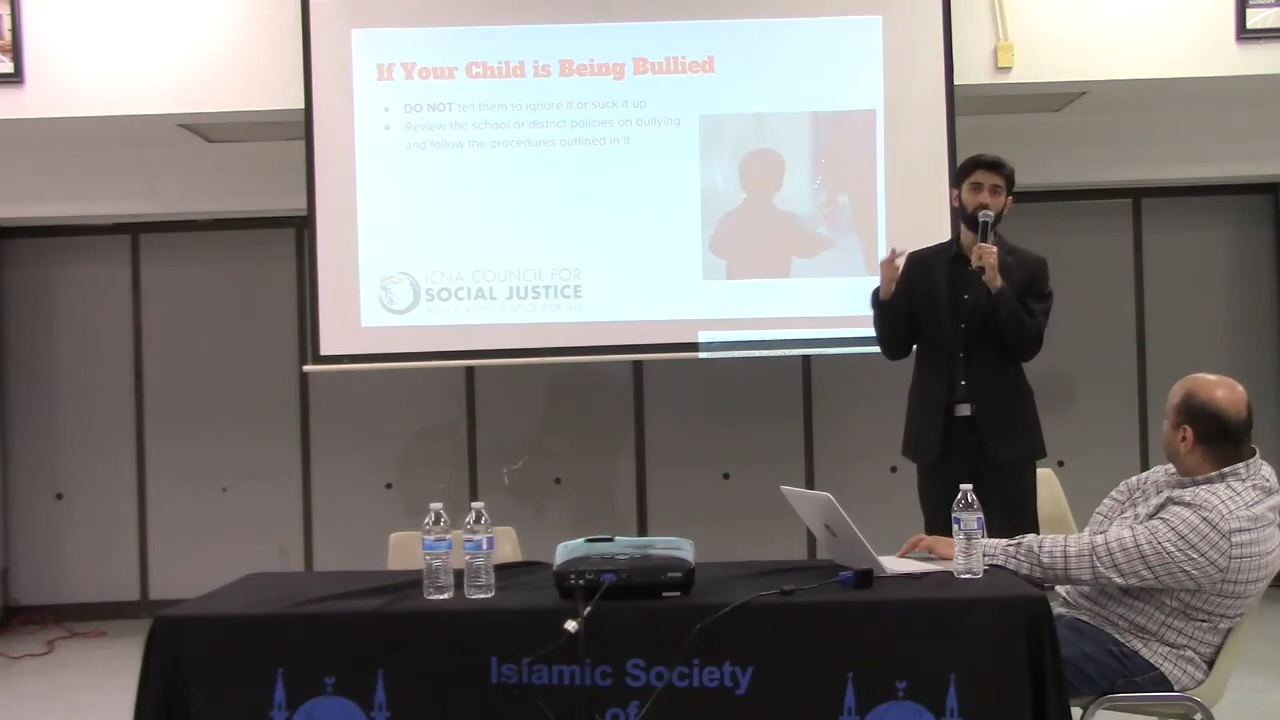 If Your Child is Being Bullied
DO NOT tell them to ignore it or suck it up
Review the school or district policies on bullying
and follow the procedures outlined in it
ICNA COUNCIL FOR
SOCIAL JUSTICE
ADVOCATING JUSTICE FOR ALL
EPSON
Islamic Society
of